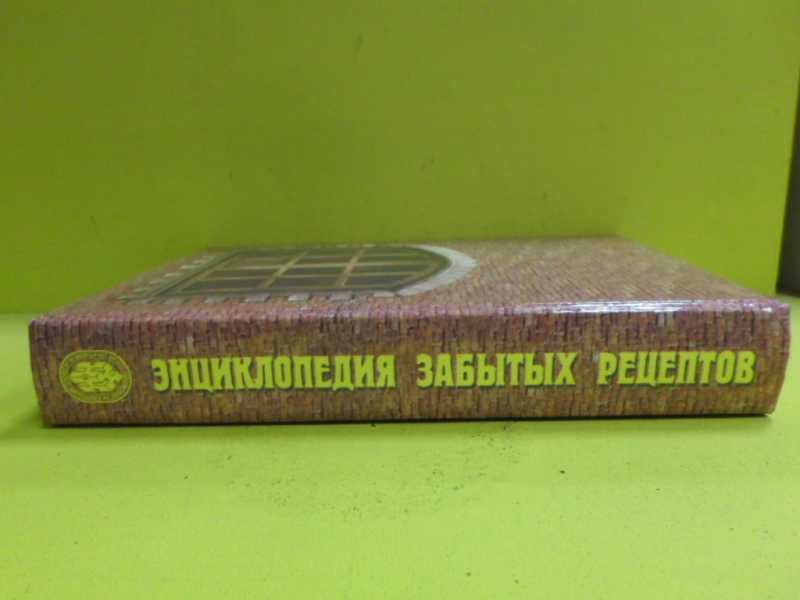 ЭНЦИКЛОПЕДИЯ ЗАБЫТЫХ РЕЦЕПТОВ